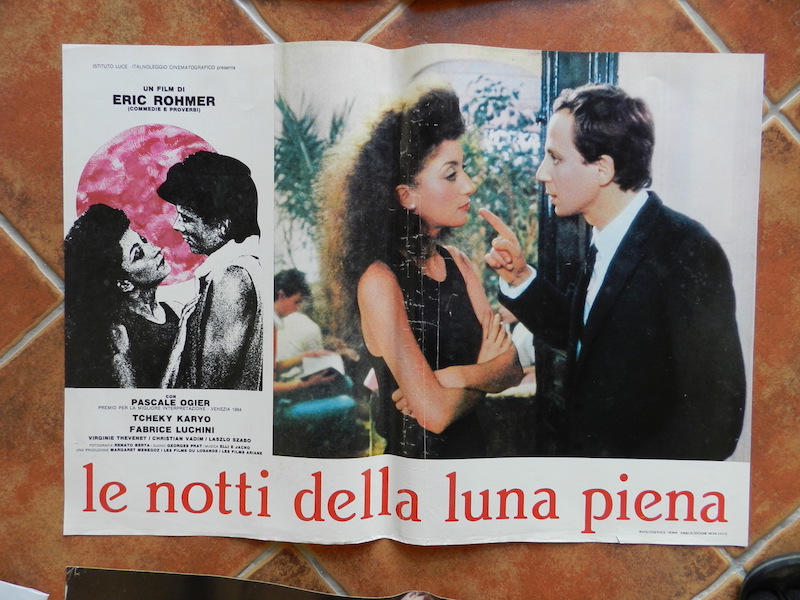 ISTITUTO LUCE - ITALNOLEGGIO CINEMATOGRAFICO presenta
UN FILM DI
ERIC ROHMER
(COMMEDIE E PROVERBI)
CON
PASCALE OGIER
PREMIO PER LA MIGLIORE INTERPRETAZIONE - VENEZIA 1984
TCHEKY KARYO
FABRICE LUCHINI
VIRGINIE THEVENET / CHRISTIAN VADIM / LASZLO SZABO
FOTOGRAFIA RENATO BERTA - SUONO GEORGES PRAT - MUSICA ELLI E JACNO
UNA PRODUZIONE MARGARET MENEGOZ / LES FILMS DU LOSANGE / LES FILMS ARIANE
le notti della luna piena